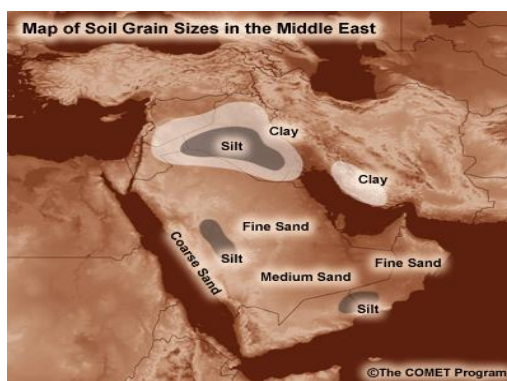 Map of Soil Grain Sizes in the Middle East
Clay
Silt
Clay
Fine Sand
Coarse Sand
Silt
Medium Sand
Fine Sand
Silt
©The COMET Program